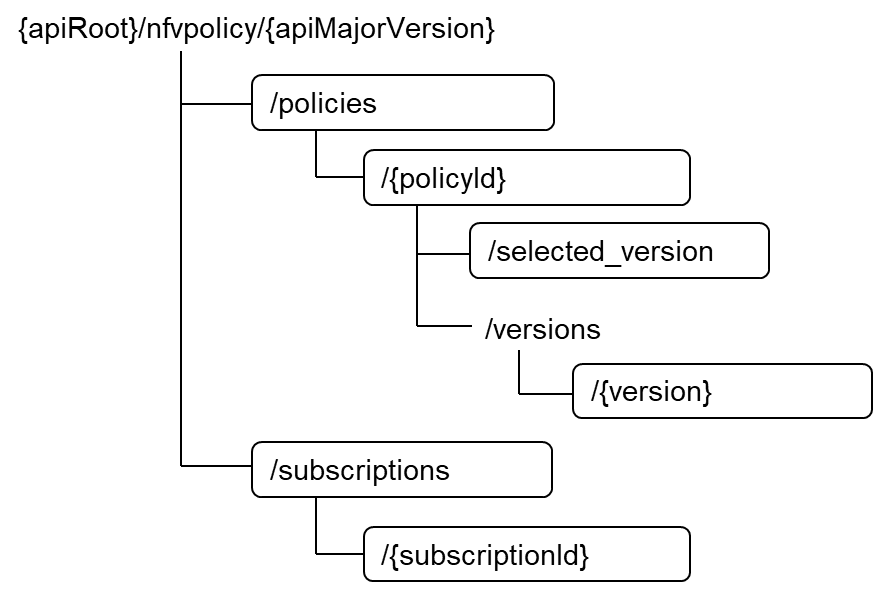 {apiRoot}/nfvpolicy/{apiMajorVersion}
/policies
/{policyId}
/selected_version
/versions
/{version}
/subscriptions
/{subscriptionId}